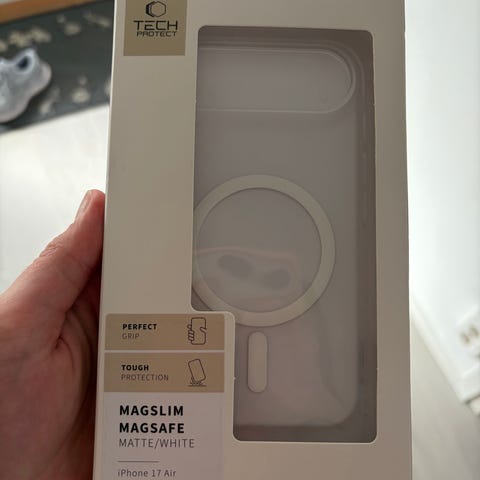 TECH
PROTECT
PERFECT
GRIP
TOUGH
PROTECTION
MAGSLIM
MAGSAFE
MATTE/WHITE
iPhone 17 Air